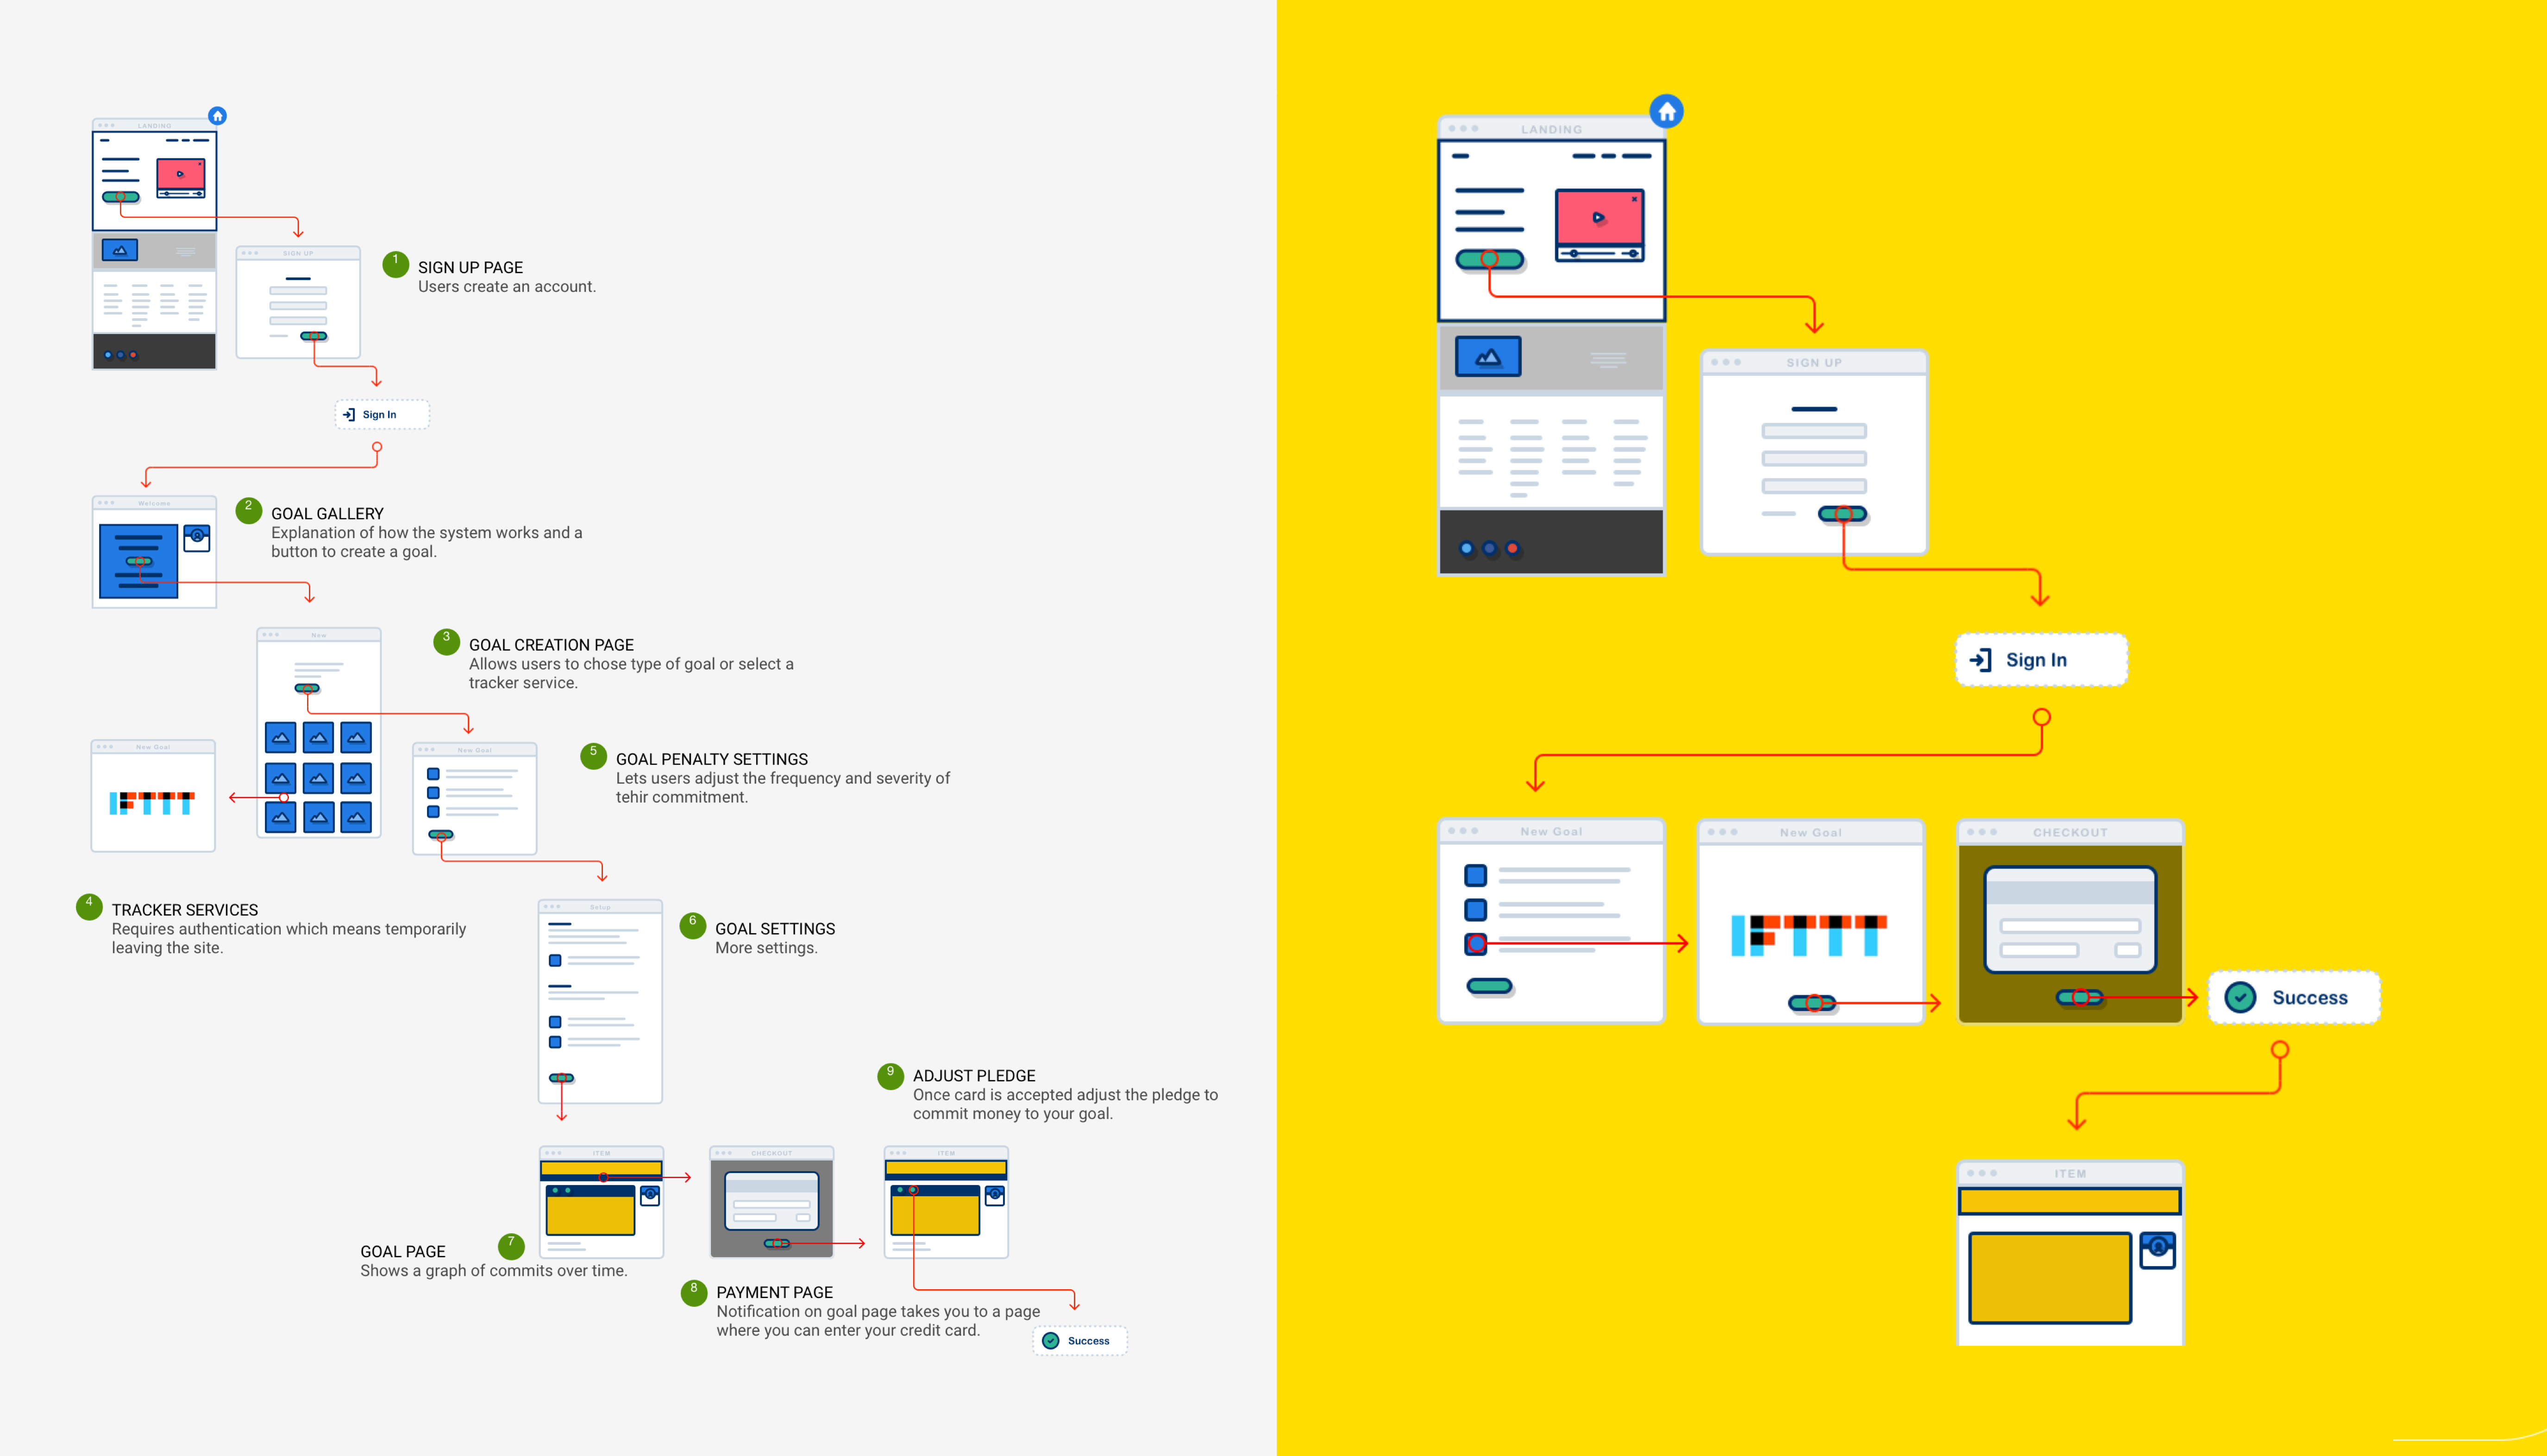 LANDING
SIGN UP
1
SIGN UP PAGE
Users create an account.
Sign In
Welcome
2
GOAL GALLERY
Explanation of how the system works and a
button to create a goal.
New
3
GOAL CREATION PAGE
Allows users to chose type of goal or select a
tracker service.
New Goal
IFTTT
New Goal
5
GOAL PENALTY SETTINGS
Lets users adjust the frequency and severity of
tehir commitment.
4
TRACKER SERVICES
Requires authentication which means temporarily
leaving the site.
Setup
6
GOAL SETTINGS
More settings.
9
ADJUST PLEDGE
Once card is accepted adjust the pledge to
commit money to your goal.
ITEM
CHECKOUT
ITEM
7
GOAL PAGE
Shows a graph of commits over time.
8
PAYMENT PAGE
Notification on goal page takes you to a page
where you can enter your credit card.
Success
LANDING
SIGN UP
Sign In
New Goal
New Goal
IFTTT
CHECKOUT
Success
ITEM